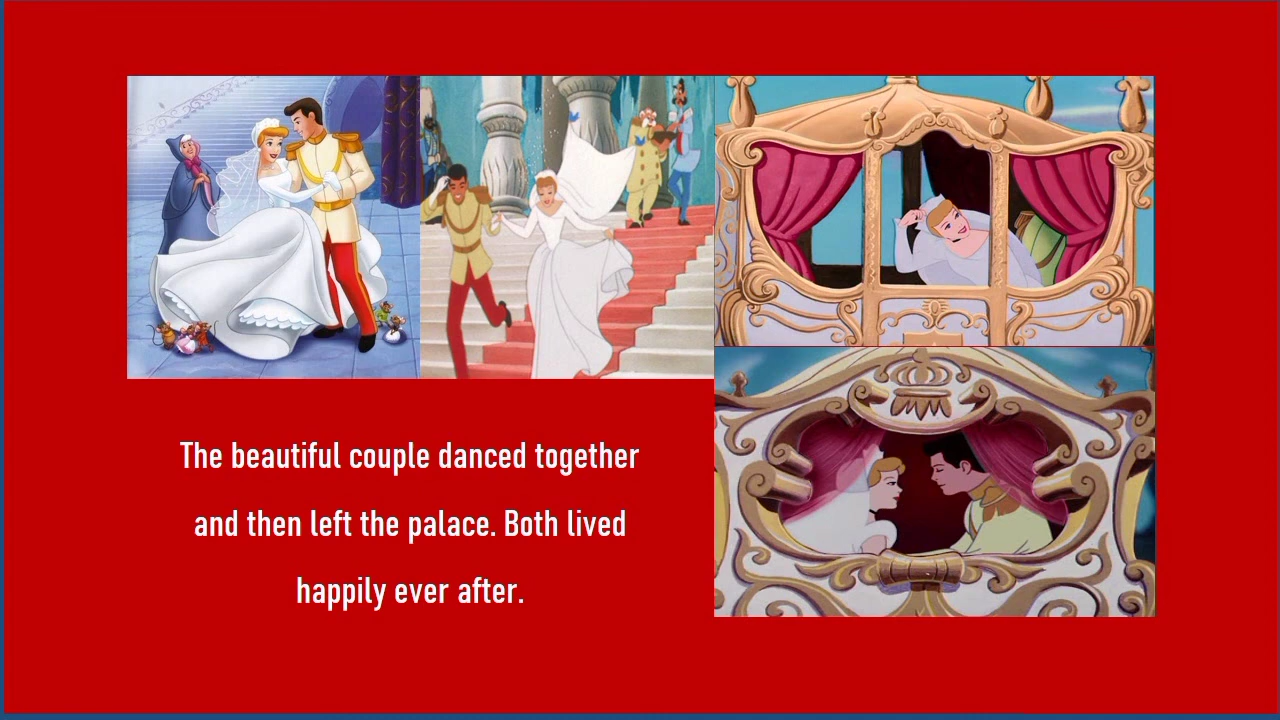 The beautiful couple danced together
and then left the palace. Both lived
happily ever after.